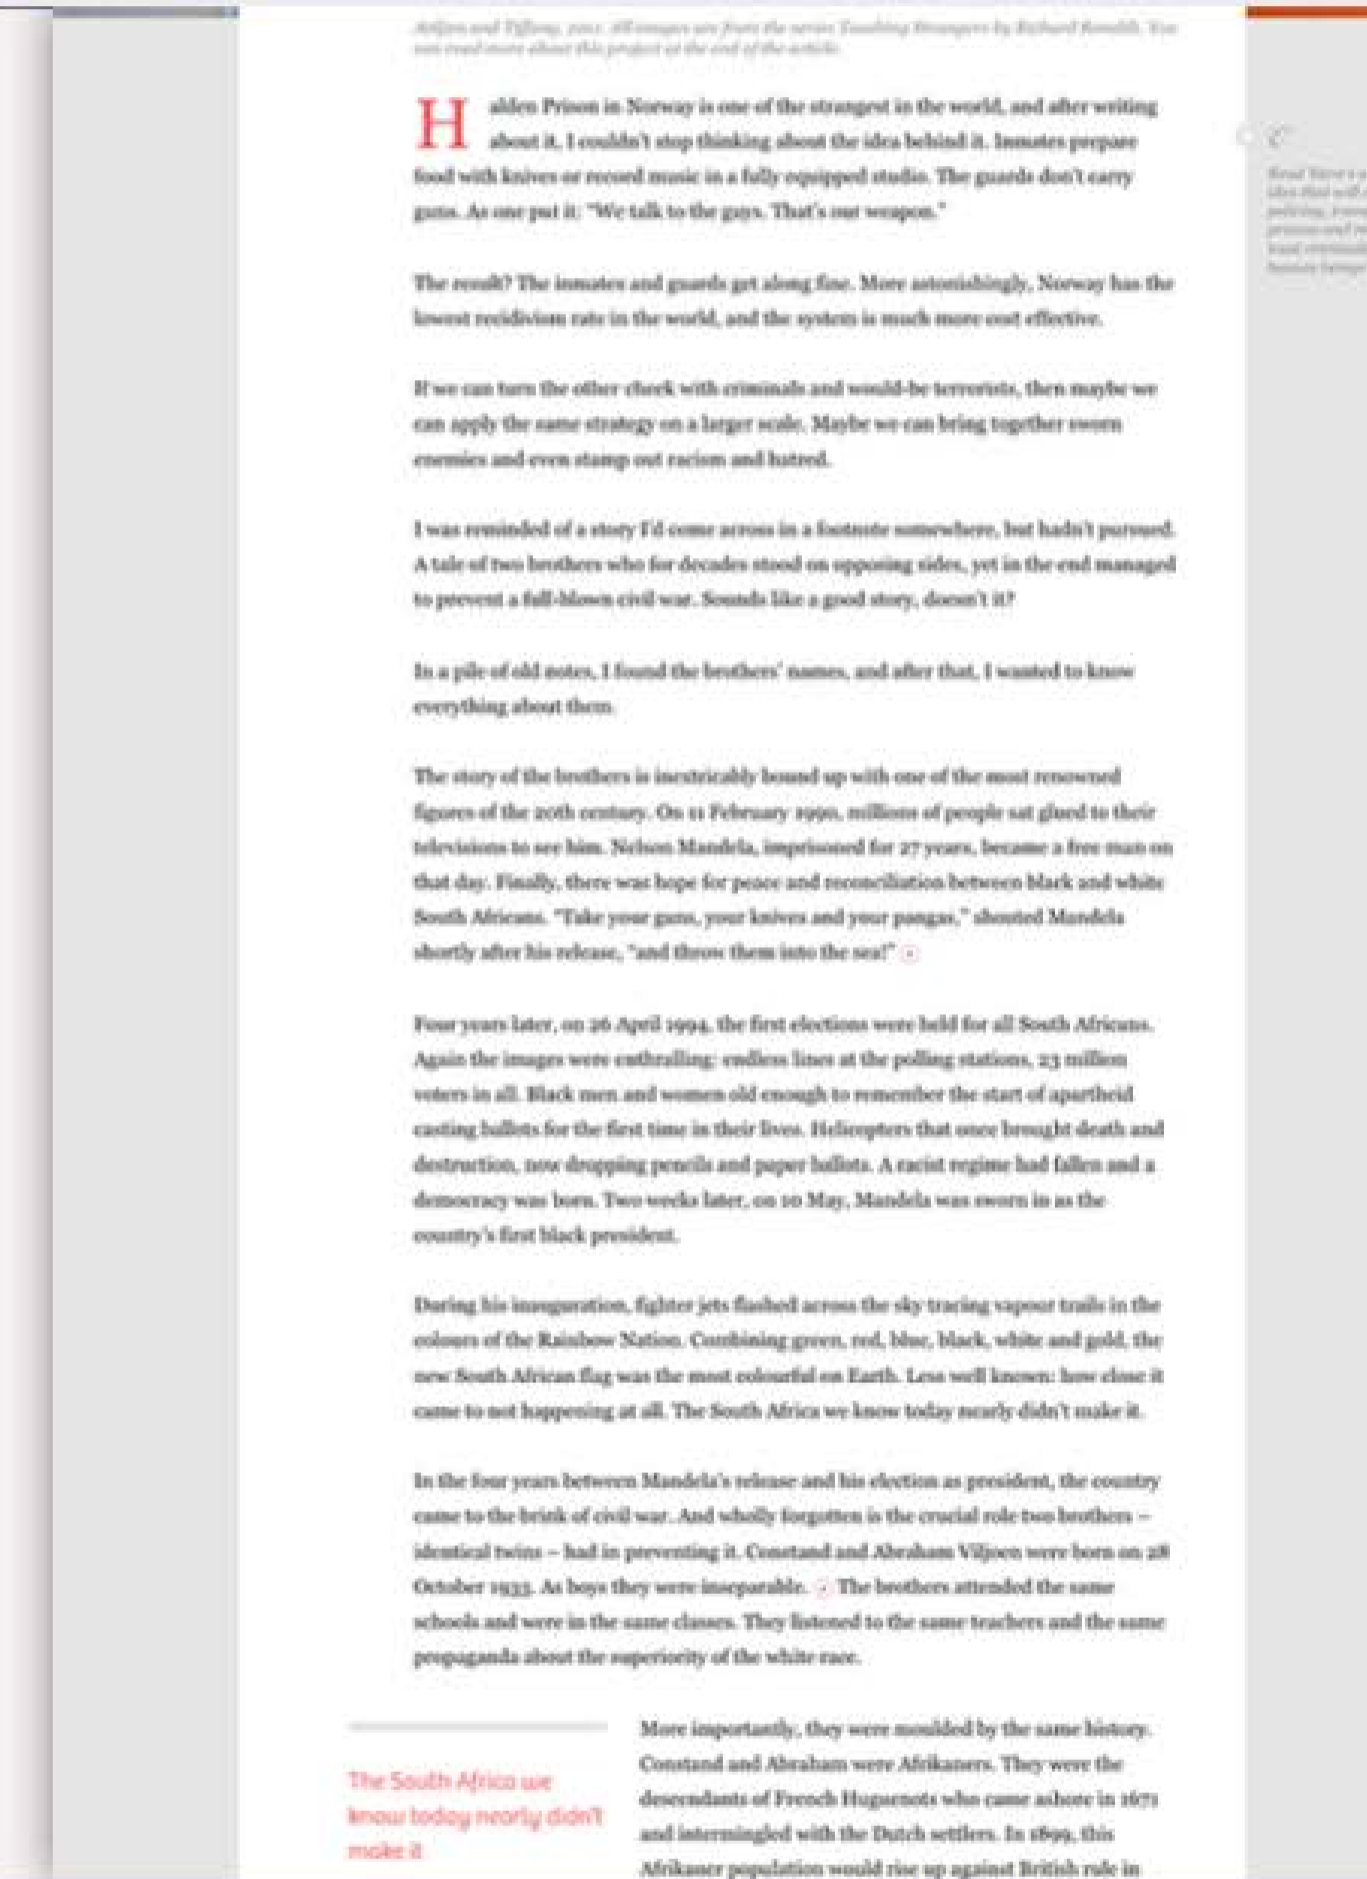 and Tiffany, 2011. All images are from the series Touching Strangers by Richard Renaldi. You
can read more about this project at the end of the article.
Halden Prison in Norway is one of the strangest in the world, and after writing
about it, I couldn't stop thinking about the idea behind it. Inmates prepare
food with knives or record music in a fully equipped studio. The guards don't carry
guns. As one put it: "We talk to the guys. That's our weapon."
The result? The inmates and guards get along fine. More astonishingly, Norway has the
lowest recidivism rate in the world, and the system is much more cost effective.
If we can turn the other cheek with criminals and would-be terrorists, then maybe we
can apply the same strategy on a larger scale. Maybe we can bring together sworn
enemies and even stamp out racism and hatred.
I was reminded of a story I'd come across in a footnote somewhere, but hadn't pursued.
A tale of two brothers who for decades stood on opposing sides, yet in the end managed
to prevent a full-blown civil war. Sounds like a good story, doesn't it?
In a pile of old notes, I found the brothers' names, and after that, I wanted to know
everything about them.
The story of the brothers is inextricably bound up with one of the most renowned
figures of the 20th century. On 11 February 1990, millions of people sat glued to their
televisions to see him. Nelson Mandela, imprisoned for 27 years, became a free man on
that day. Finally, there was hope for peace and reconciliation between black and white
South Africans. "Take your guns, your knives and your pangas," shouted Mandela
shortly after his release, "and throw them into the sea!"
Four years later, on 26 April 1994, the first elections were held for all South Africans.
Again the images were enthralling: endless lines at the polling stations, 23 million
voters in all. Black men and women old enough to remember the start of apartheid
casting ballots for the first time in their lives. Helicopters that once brought death and
destruction, now dropping pencils and paper ballots. A racist regime had fallen and a
democracy was born. Two weeks later, on 10 May, Mandela was sworn in as the
country's first black president.
During his inauguration, fighter jets flashed across the sky tracing vapour trails in the
colours of the Rainbow Nation. Combining green, red, blue, black, white and gold, the
new South African flag was the most colourful on Earth. Less well known: how close it
came to not happening at all. The South Africa we know today nearly didn't make it.
In the four years between Mandela's release and his election as president, the country
came to the brink of civil war. And wholly forgotten is the crucial role two brothers –
identical twins – had in preventing it. Constand and Abraham Viljoen were born on 28
October 1933. As boys they were inseparable. The brothers attended the same
schools and were in the same classes. They listened to the same teachers and the same
propaganda about the superiority of the white race.
The South Africa we
know today nearly didn't
make it
More importantly, they were moulded by the same history.
Constand and Abraham were Afrikaners. They were the
descendants of French Huguenots who came ashore in 1671
and intermingled with the Dutch settlers. In 1899, this
Afrikaner population would rise up against British rule in